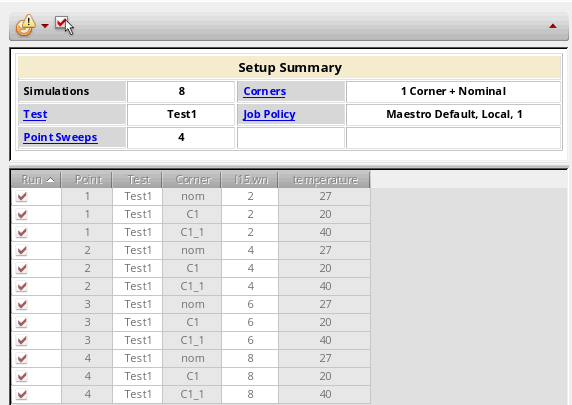 Setup Summary
Simulations 8 Corners 1 Corner + Nominal
Test Test1 Job Policy Maestro Default, Local, 1
Point Sweeps 4
Run Point Test Corner I15.wn temperature
1 Test1 nom 2 27
1 Test1 C1 2 20
1 Test1 C1_1 2 40
2 Test1 nom 4 27
2 Test1 C1 4 20
2 Test1 C1_1 4 40
3 Test1 nom 6 27
3 Test1 C1 6 20
3 Test1 C1_1 6 40
4 Test1 nom 8 27
4 Test1 C1 8 20
4 Test1 C1_1 8 40